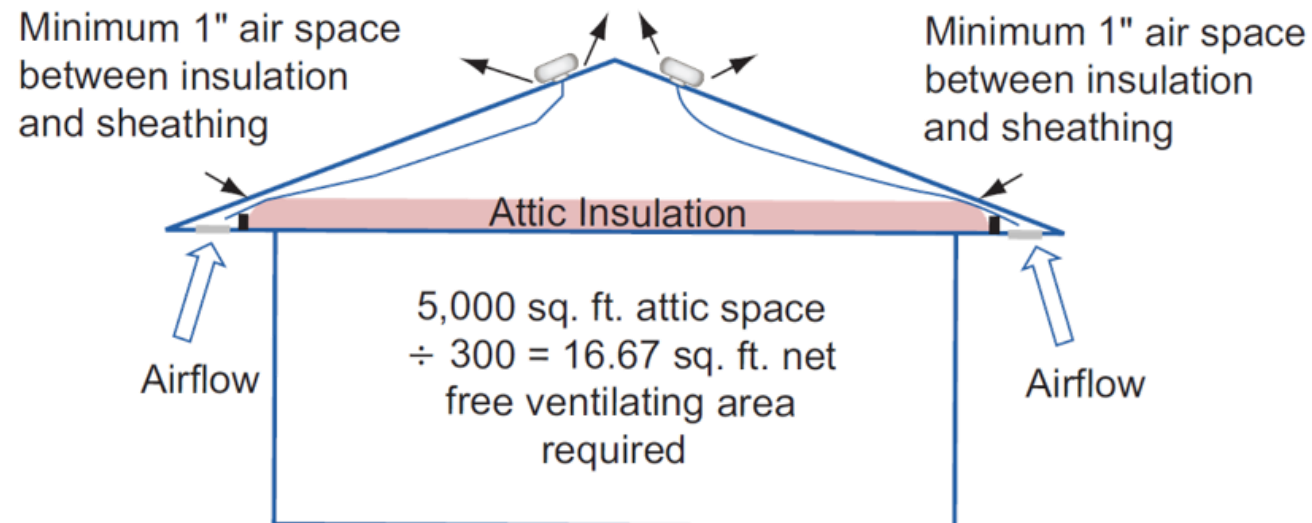 Minimum 1" air space
between insulation
and sheathing
Minimum 1" air space
between insulation
and sheathing
Attic Insulation
5,000 sq. ft. attic space
÷ 300 = 16.67 sq. ft. net
free ventilating area
required
Airflow
Airflow